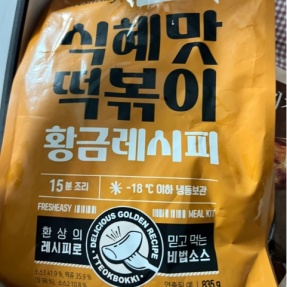 식혜맛
떡볶이
황금레시피
15분 조리
-18 ℃ 이하 냉동보관
FRESHEASY
MEAL KIT
환상의
레시피로
DELICIOUS GOLDEN RECIPE
TTEOKBOKKI
믿고 먹는
비법소스
835g